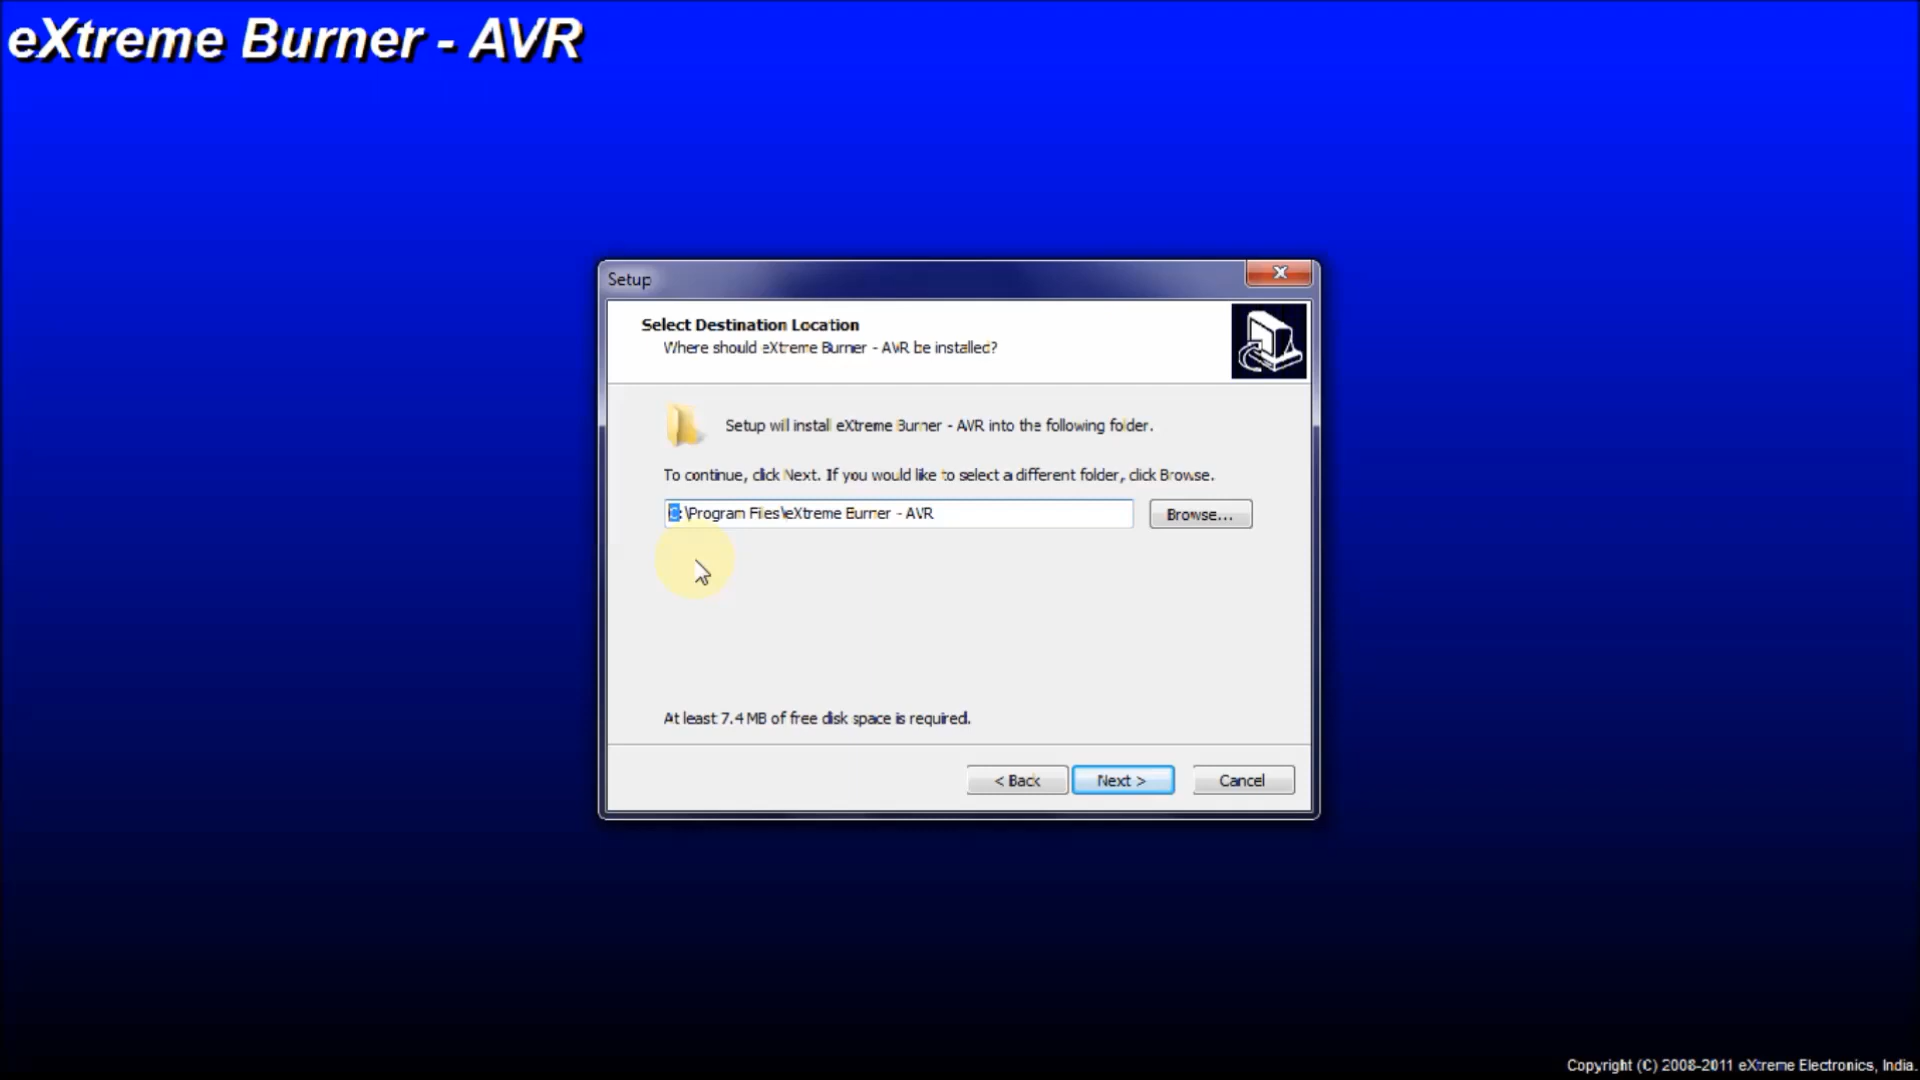 eXtreme Burner - AVR
Setup
Select Destination Location
Where should eXtreme Burner - AVR be installed?
Setup will install eXtreme Burner - AVR into the following folder.
To continue, click Next. If you would like to select a different folder, click Browse.
C:\Program Files\eXtreme Burner - AVR
Browse...
At least 7.4 MB of free disk space is required.
< Back
Next >
Cancel
Copyright (C) 2008-2011 eXtreme Electronics, India.